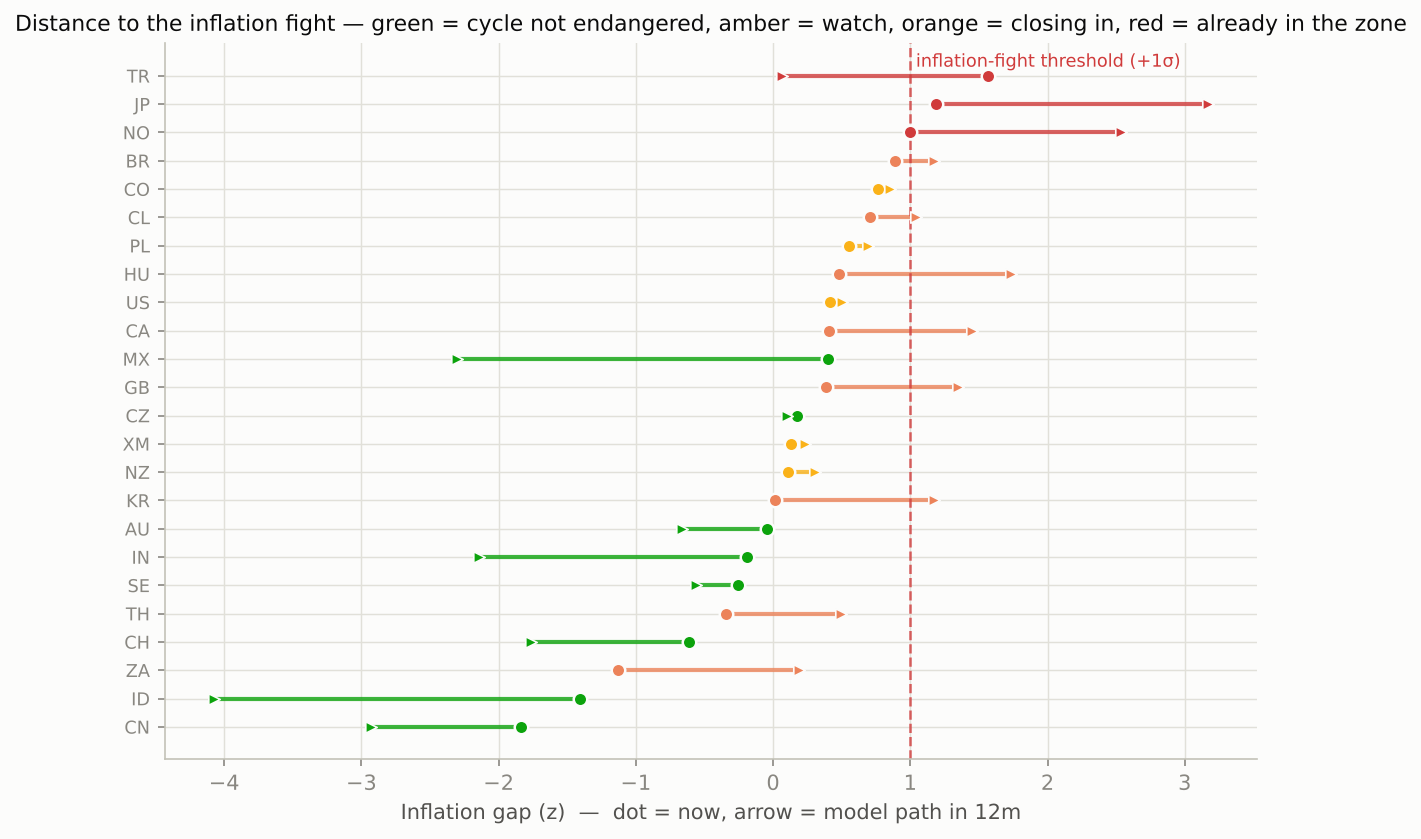 Distance to the inflation fight — green = cycle not endangered, amber = watch, orange = closing in, red = already in the zone
inflation-fight threshold (+1σ)
TR
JP
NO
BR
CO
CL
PL
HU
US
CA
MX
GB
CZ
XM
NZ
KR
AU
IN
SE
TH
CH
ZA
ID
CN
−4 −3 −2 −1 0 1 2 3
Inflation gap (z) — dot = now, arrow = model path in 12m